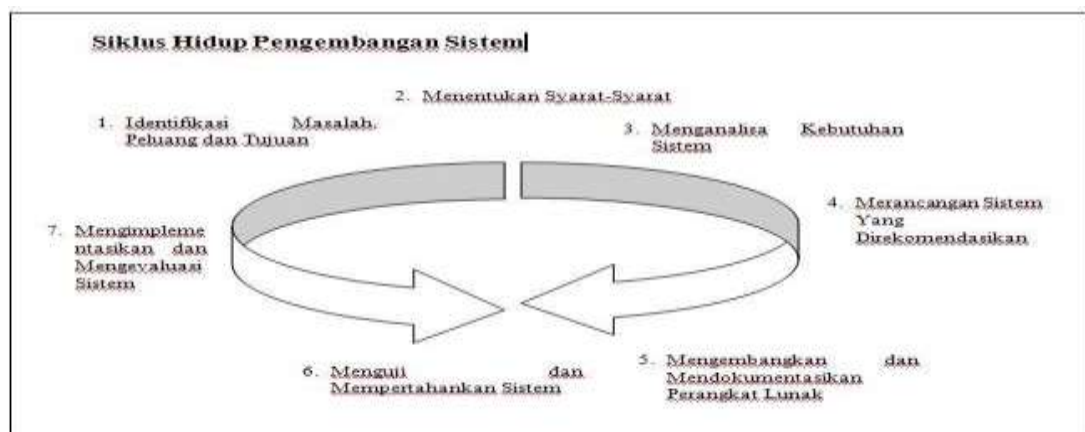 Siklus Hidup Pengembangan Sistem
2. Menentukan Syarat-Syarat
1. Identifikasi Masalah,
Peluang dan Tujuan
3. Menganalisa Kebutuhan
Sistem
4. Merancangan Sistem
Yang
Direkomendasikan
7. Mengimpleme
ntasikan dan
Mengevaluasi
Sistem
6. Menguji dan
Mempertahankan Sistem
5. Mengembangkan dan
Mendokumentasikan
Perangkat Lunak